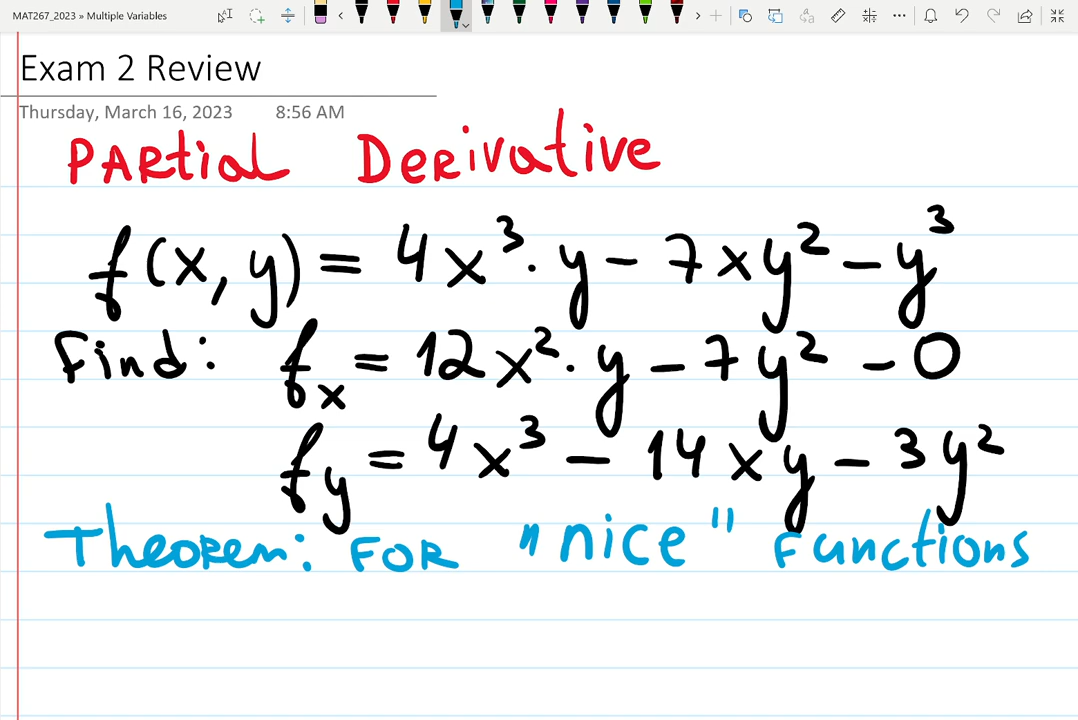 MAT267_2023 » Multiple Variables
Exam 2 Review
Thursday, March 16, 2023 8:56 AM
Partial Derivative
f(x, y) = 4x³·y − 7xy² − y³
Find: fₓ = 12x²·y − 7y² − 0
f_y = 4x³ − 14xy − 3y²
Theorem: For "nice" functions